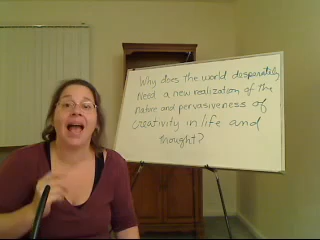 Why does the world desperately
Need a new realization of the
Nature and pervasiveness of
Creativity in life and
thought?